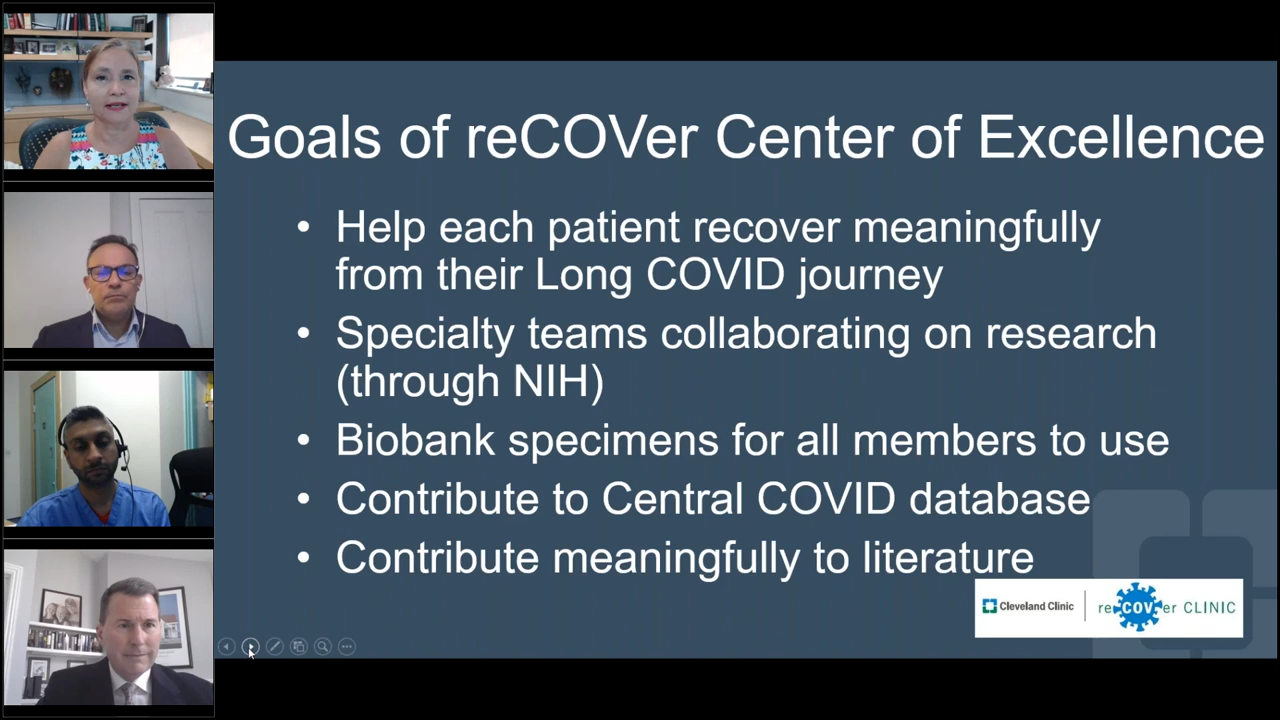 Goals of reCOVer Center of Excellence
• Help each patient recover meaningfully
from their Long COVID journey
• Specialty teams collaborating on research
(through NIH)
• Biobank specimens for all members to use
• Contribute to Central COVID database
• Contribute meaningfully to literature
Cleveland Clinic
reCOVer CLINIC